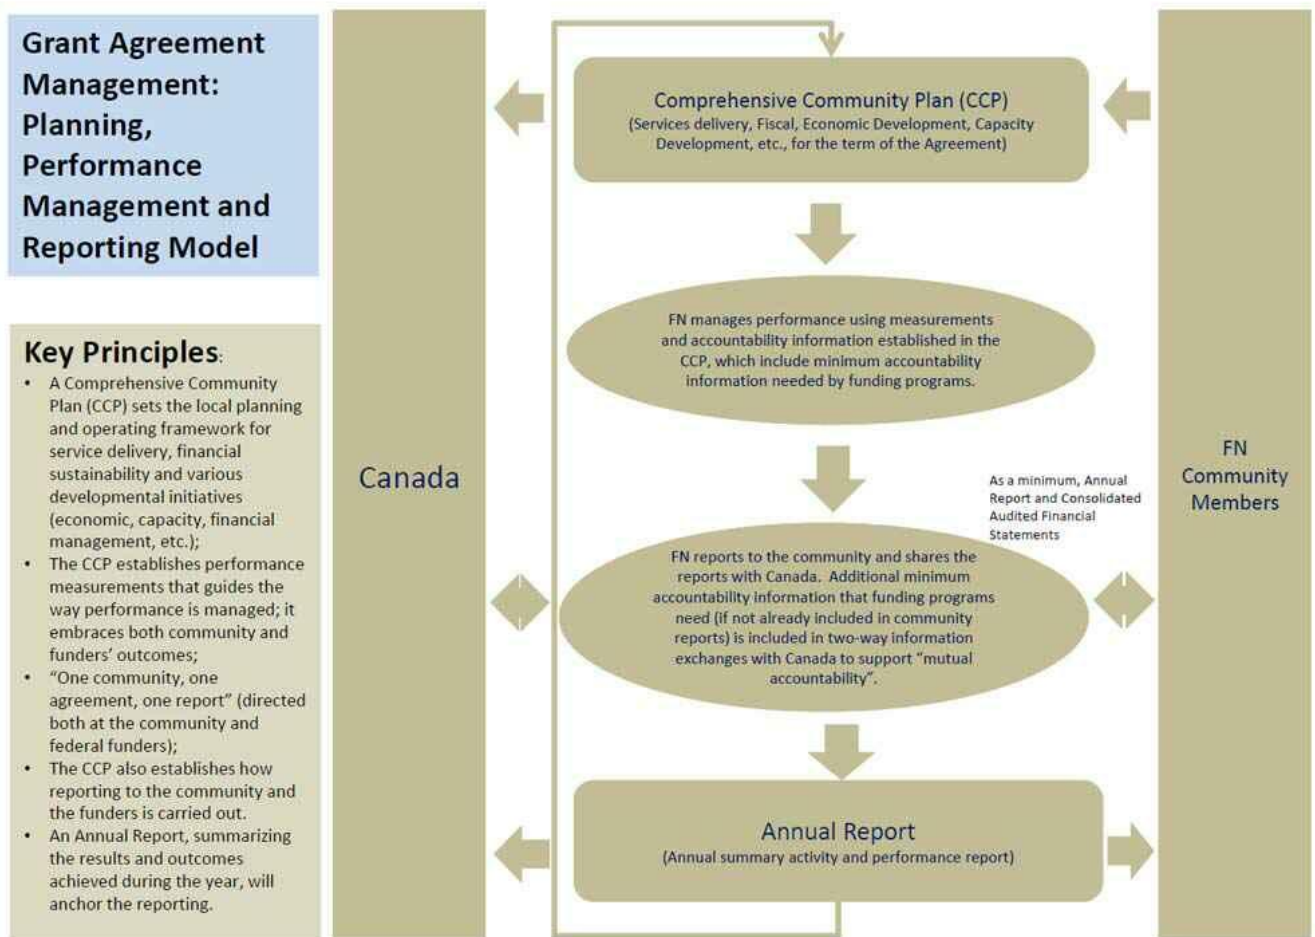 Grant Agreement
Management:
Planning,
Performance
Management and
Reporting Model
Key Principles:
• A Comprehensive Community
Plan (CCP) sets the local planning
and operating framework for
service delivery, financial
sustainability and various
developmental initiatives
(economic, capacity, financial
management, etc.);
• The CCP establishes performance
measurements that guides the
way performance is managed; it
embraces both community and
funders' outcomes;
• "One community, one
agreement, one report" (directed
both at the community and
federal funders);
• The CCP also establishes how
reporting to the community and
the funders is carried out.
• An Annual Report, summarizing
the results and outcomes
achieved during the year, will
anchor the reporting.
Canada
Comprehensive Community Plan (CCP)
(Services delivery, Fiscal, Economic Development, Capacity
Development, etc., for the term of the Agreement)
FN manages performance using measurements
and accountability information established in the
CCP, which include minimum accountability
information needed by funding programs.
As a minimum, Annual
Report and Consolidated
Audited Financial
Statements
FN reports to the community and shares the
reports with Canada. Additional minimum
accountability information that funding programs
need (if not already included in community
reports) is included in two-way information
exchanges with Canada to support "mutual
accountability".
Annual Report
(Annual summary activity and performance report)
FN
Community
Members